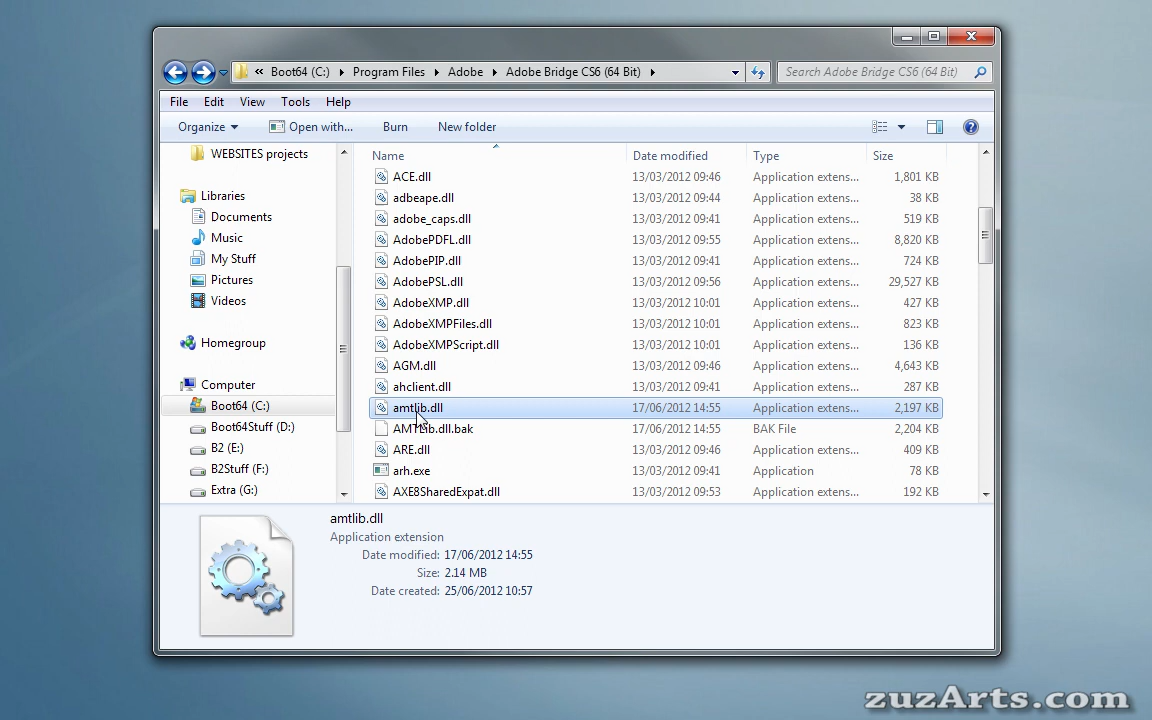 « Boot64 (C:) Program Files Adobe Adobe Bridge CS6 (64 Bit)
Search Adobe Bridge CS6 (64 Bit)
File Edit View Tools Help
Organize Open with... Burn New folder
WEBSITES projects
Libraries
Documents
Music
My Stuff
Pictures
Videos
Homegroup
Computer
Boot64 (C:)
Boot64Stuff (D:)
B2 (E:)
B2Stuff (F:)
Extra (G:)
Name Date modified Type Size
ACE.dll 13/03/2012 09:46 Application extens... 1,801 KB
adbeape.dll 13/03/2012 09:44 Application extens... 38 KB
adobe_caps.dll 13/03/2012 09:41 Application extens... 519 KB
AdobePDFL.dll 13/03/2012 09:55 Application extens... 8,820 KB
AdobePIP.dll 13/03/2012 09:41 Application extens... 724 KB
AdobePSL.dll 13/03/2012 09:56 Application extens... 29,527 KB
AdobeXMP.dll 13/03/2012 10:01 Application extens... 427 KB
AdobeXMPFiles.dll 13/03/2012 10:01 Application extens... 823 KB
AdobeXMPScript.dll 13/03/2012 10:01 Application extens... 136 KB
AGM.dll 13/03/2012 09:46 Application extens... 4,643 KB
ahclient.dll 13/03/2012 09:41 Application extens... 287 KB
amtlib.dll 17/06/2012 14:55 Application extens... 2,197 KB
AMTLib.dll.bak 17/06/2012 14:55 BAK File 2,204 KB
ARE.dll 13/03/2012 09:46 Application extens... 409 KB
arh.exe 13/03/2012 09:41 Application 78 KB
AXE8SharedExpat.dll 13/03/2012 09:53 Application extens... 192 KB
amtlib.dll
Application extension
Date modified: 17/06/2012 14:55
Size: 2.14 MB
Date created: 25/06/2012 10:57
zuzArts.com